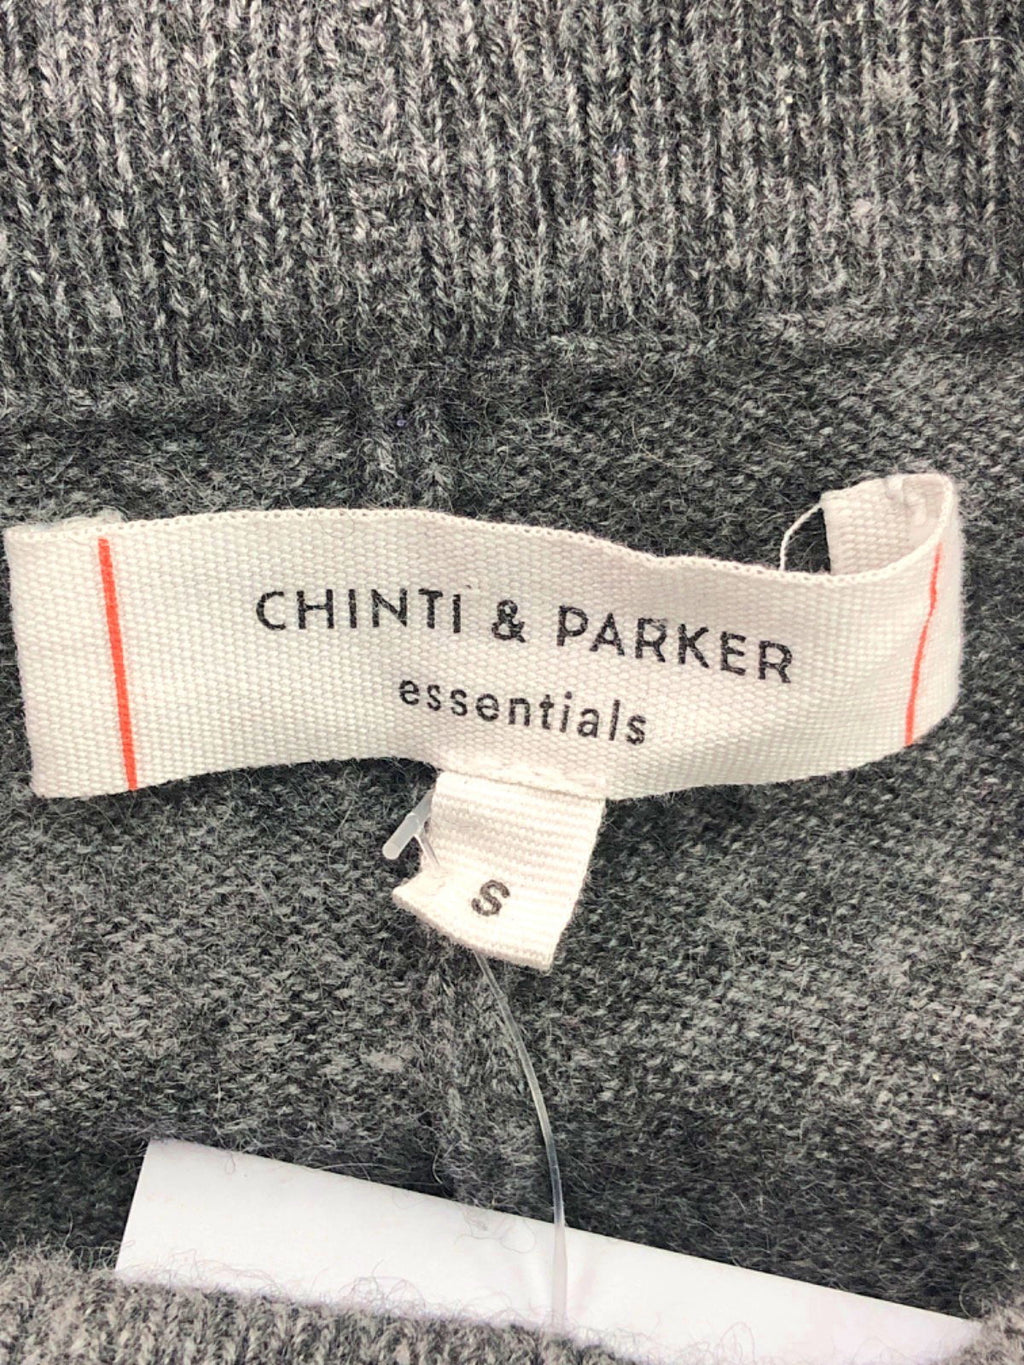 CHINTI & PARKER
essentials
S